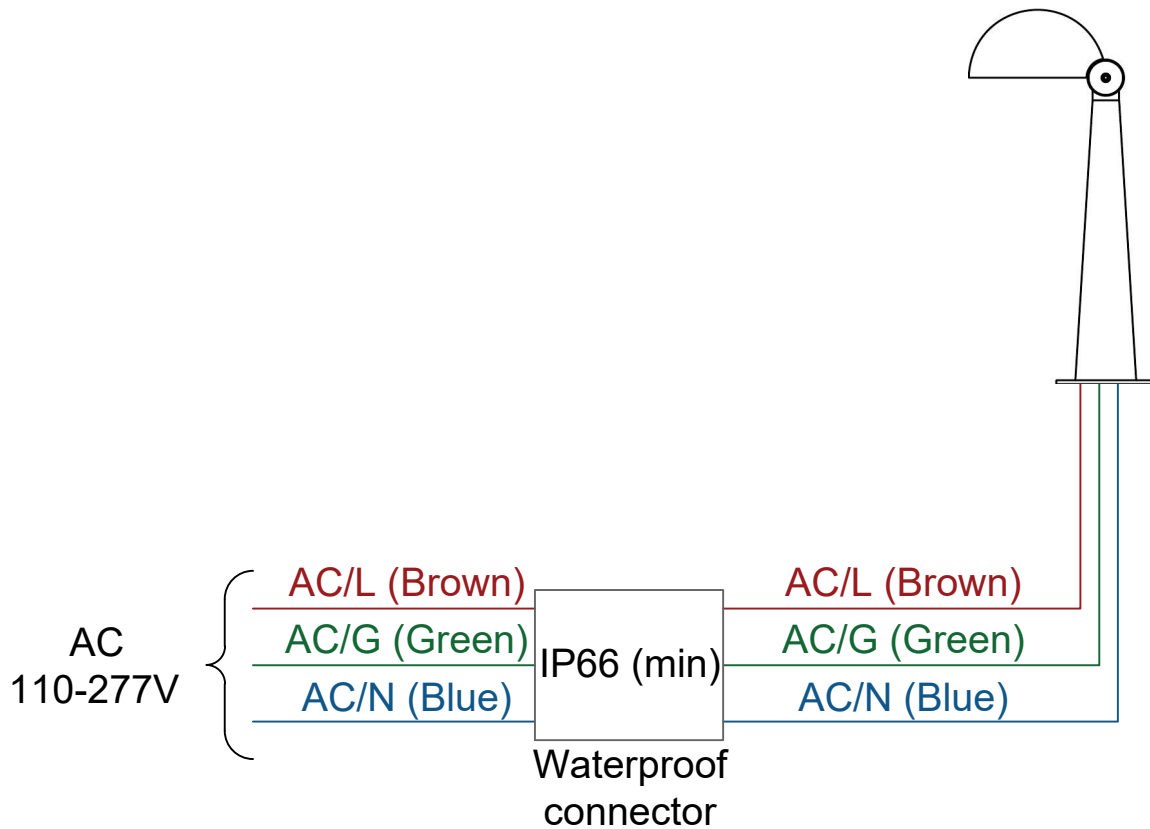 AC
110-277V
AC/L (Brown)
AC/G (Green)
AC/N (Blue)
IP66 (min)
Waterproof
connector
AC/L (Brown)
AC/G (Green)
AC/N (Blue)